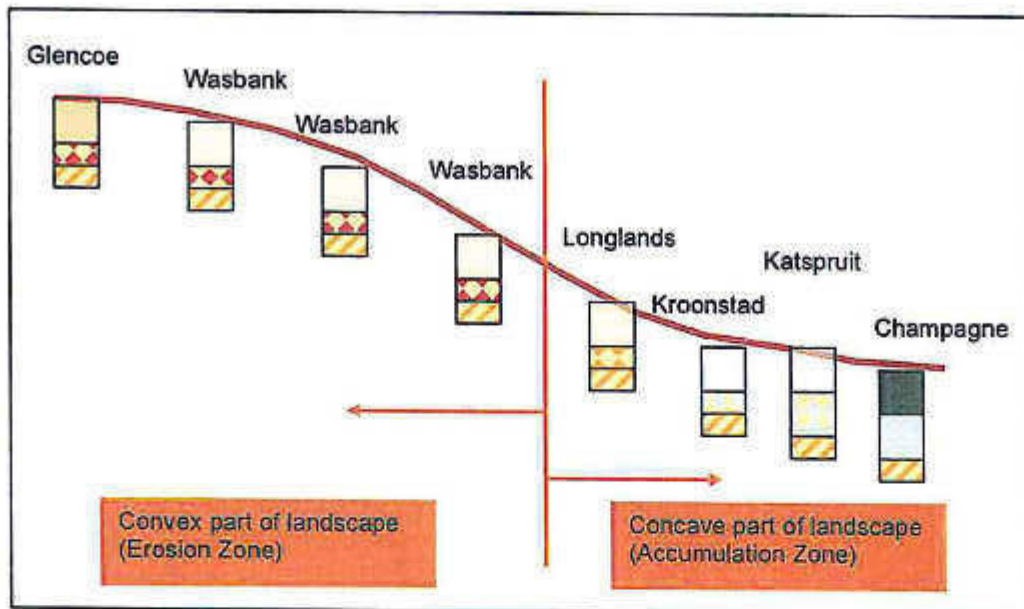 Glencoe
Wasbank
Wasbank
Wasbank
Longlands
Kroonstad
Katspruit
Champagne
Convex part of landscape
(Erosion Zone)
Concave part of landscape
(Accumulation Zone)